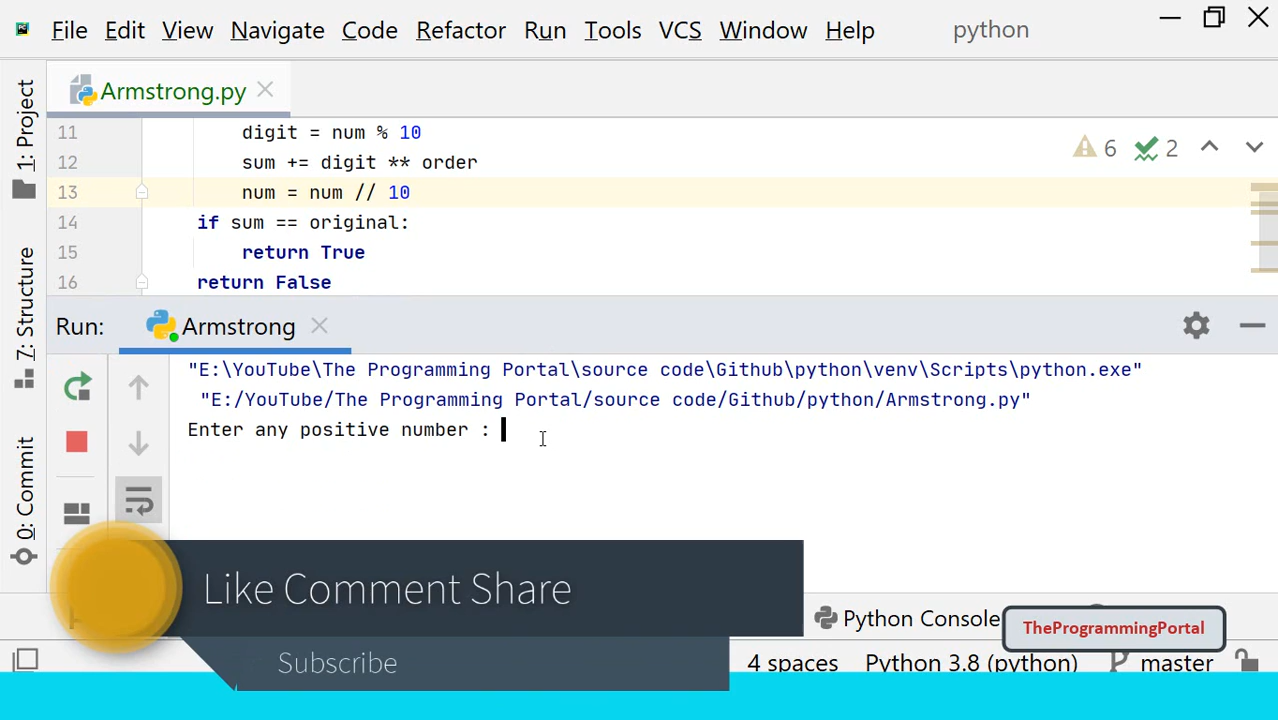 File Edit View Navigate Code Refactor Run Tools VCS Window Help python
Armstrong.py
1: Project
7: Structure
0: Commit
11 digit = num % 10
12 sum += digit ** order
13 num = num // 10
14 if sum == original:
15 return True
16 return False
6 2
Run: Armstrong
"E:\YouTube\The Programming Portal\source code\Github\python\venv\Scripts\python.exe"
"E:/YouTube/The Programming Portal/source code/Github/python/Armstrong.py"
Enter any positive number :
Like Comment Share
Subscribe
Python Console
TheProgrammingPortal
4 spaces Python 3.8 (python) master